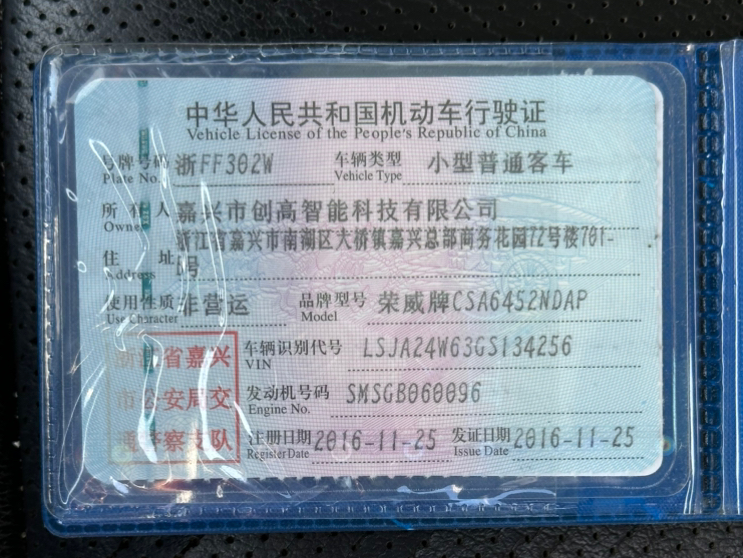 中华人民共和国机动车行驶证
Vehicle License of the People's Republic of China
号牌号码 浙FF302W 车辆类型 小型普通客车
Plate No. Vehicle Type
所有人 嘉兴市创高智能科技有限公司
Owner
浙江省嘉兴市南湖区大桥镇嘉兴总部商务花园72号楼701-
住址 号
Address
使用性质 非营运 品牌型号 荣威牌CSA6452NDAP
Use Character Model
浙江省嘉兴 车辆识别代号 LSJA24W63GS134256
VIN
市公安局交 发动机号码 SMSGB060096
Engine No.
通警察支队 注册日期 2016-11-25 发证日期 2016-11-25
Register Date Issue Date